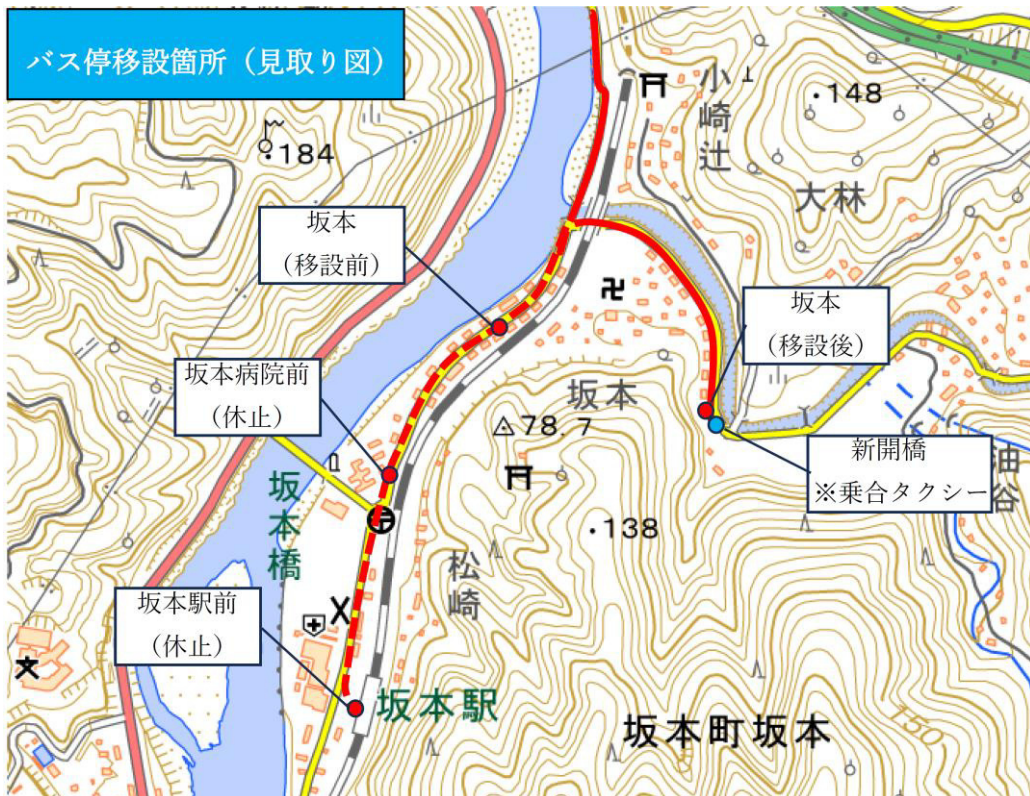 バス停移設箇所（見取り図）
小崎辻
・148
・184
大林
坂本
（移設前）
坂本
（移設後）
坂本病院前
（休止）
坂本
78.7
新開橋
※乗合タクシー
油谷
坂本橋
・138
松崎
坂本駅前
（休止）
坂本駅
坂本町坂本
150